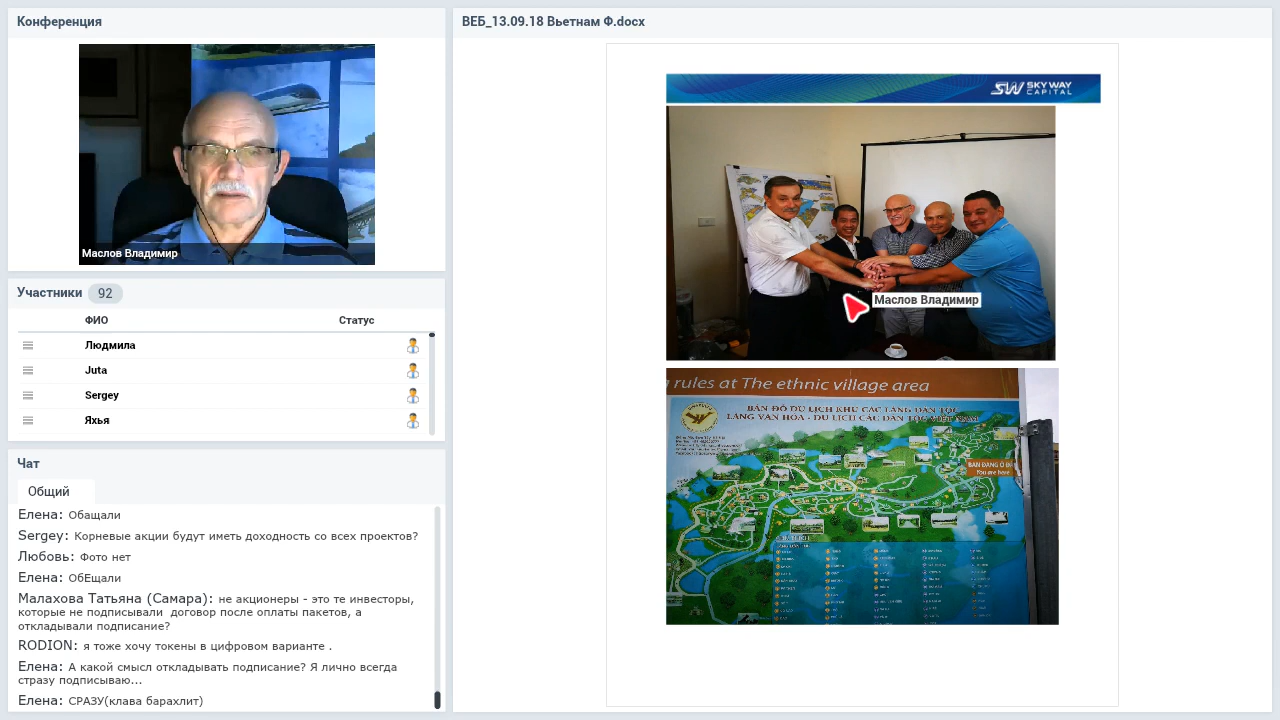 Конференция
Маслов Владимир
Участники 92
ФИО Статус
Людмила
Juta
Sergey
Яхья
Чат
Общий
Елена: Обащали
Sergey: Корневые акции будут иметь доходность со всех проектов?
Любовь: Фото нет
Елена: ОбЕщали
Малахова Татьяна (Самара): не акционеры - это те инвесторы,
которые не подписывали договор после оплаты пакетов, а
откладывали подписание?
RODION: я тоже хочу токены в цифровом варианте .
Елена: А какой смысл откладывать подписание? Я лично всегда
стразу подписываю...
Елена: СРАЗУ(клава барахлит)
ВЕБ_13.09.18 Вьетнам Ф.docx
SW SKY WAY
CAPITAL
Маслов Владимир
rules at The ethnic village area
BẢN ĐỒ DU LỊCH KHU CÁC LÀNG DÂN TỘC
LÀNG VĂN HÓA - DU LỊCH CÁC DÂN TỘC VIỆT NAM
BẠN ĐANG Ở ĐÂY
You are here